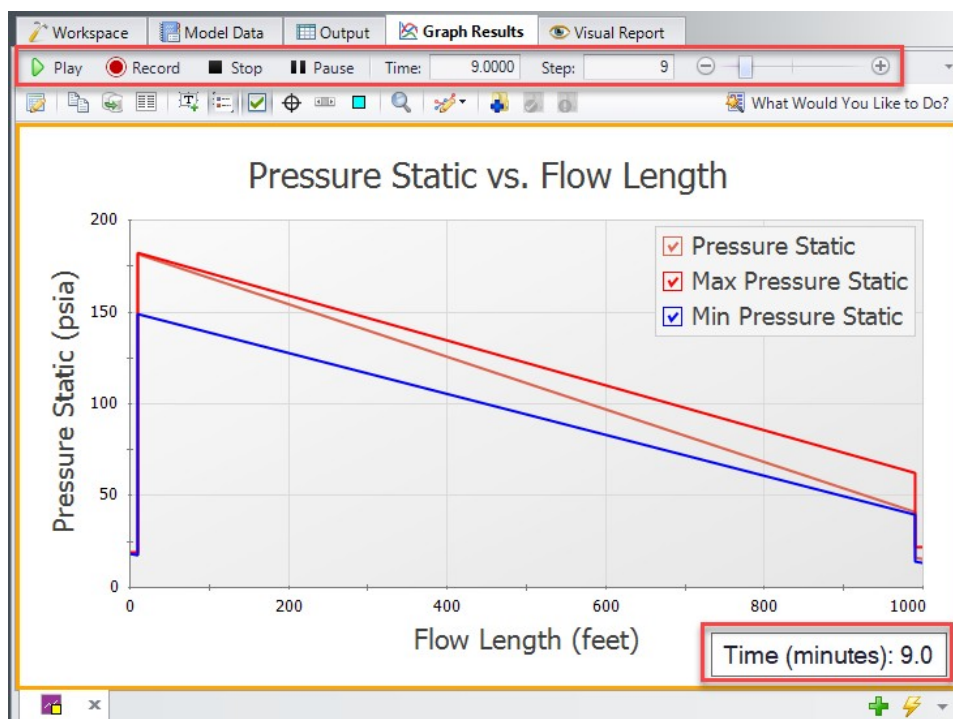 Workspace Model Data Output Graph Results Visual Report
Play Record Stop Pause Time: 9.0000 Step: 9
What Would You Like to Do?
Pressure Static vs. Flow Length
Pressure Static (psia)
200
150
100
50
0
Pressure Static
Max Pressure Static
Min Pressure Static
0 200 400 600 800 1000
Flow Length (feet)
Time (minutes): 9.0